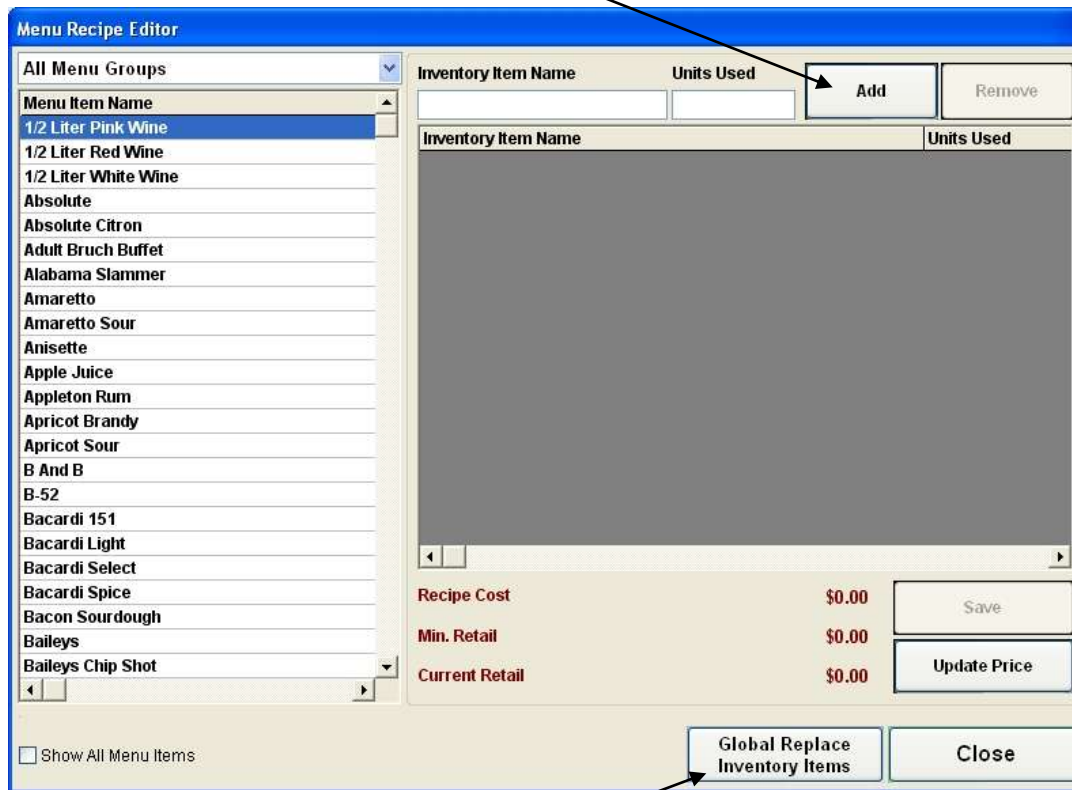 Menu Recipe Editor
All Menu Groups
Menu Item Name
1/2 Liter Pink Wine
1/2 Liter Red Wine
1/2 Liter White Wine
Absolute
Absolute Citron
Adult Bruch Buffet
Alabama Slammer
Amaretto
Amaretto Sour
Anisette
Apple Juice
Appleton Rum
Apricot Brandy
Apricot Sour
B And B
B-52
Bacardi 151
Bacardi Light
Bacardi Select
Bacardi Spice
Bacon Sourdough
Baileys
Baileys Chip Shot
Show All Menu Items
Inventory Item Name Units Used
Add Remove
Inventory Item Name Units Used
Recipe Cost $0.00
Min. Retail $0.00
Current Retail $0.00
Save
Update Price
Global Replace
Inventory Items
Close